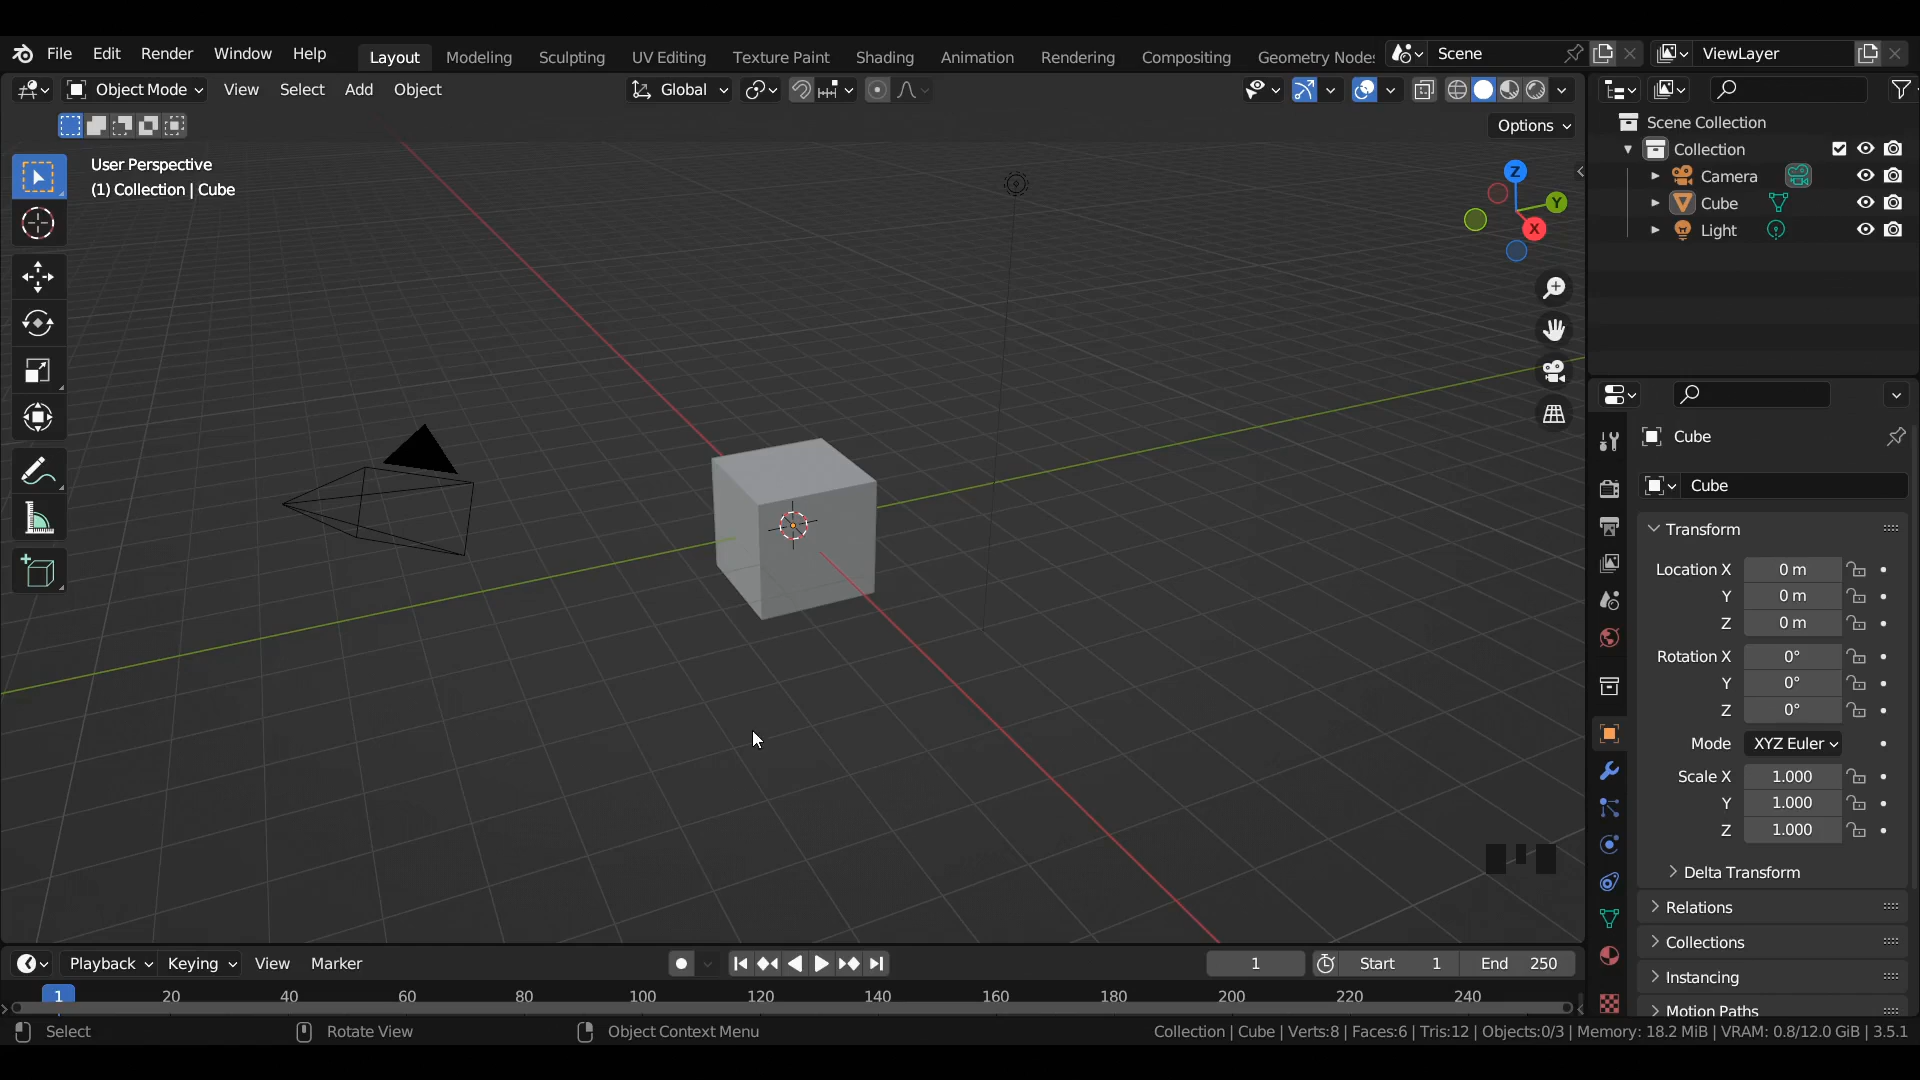 File Edit Render Window Help Layout Modeling Sculpting UV Editing Texture Paint Shading Animation Rendering Compositing Geometry Nodes Scene ViewLayer
Object Mode View Select Add Object Global
Options
User Perspective
(1) Collection | Cube
Z
Y
X
Scene Collection
Collection
Camera
Cube
Light
Cube
Cube
Transform
Location X 0 m
Y 0 m
Z 0 m
Rotation X 0°
Y 0°
Z 0°
Mode XYZ Euler
Scale X 1.000
Y 1.000
Z 1.000
Delta Transform
Relations
Collections
Instancing
Motion Paths
Playback Keying View Marker 1 Start 1 End 250
1 20 40 60 80 100 120 140 160 180 200 220 240
Select Rotate View Object Context Menu Collection | Cube | Verts:8 | Faces:6 | Tris:12 | Objects:0/3 | Memory: 18.2 MiB | VRAM: 0.8/12.0 GiB | 3.5.1